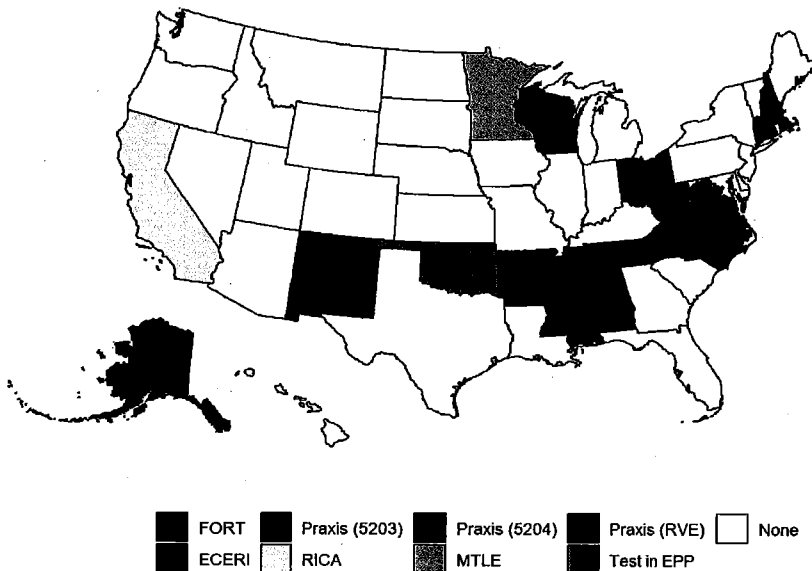 FORT Praxis (5203) Praxis (5204) Praxis (RVE) None
ECERI RICA MTLE Test in EPP